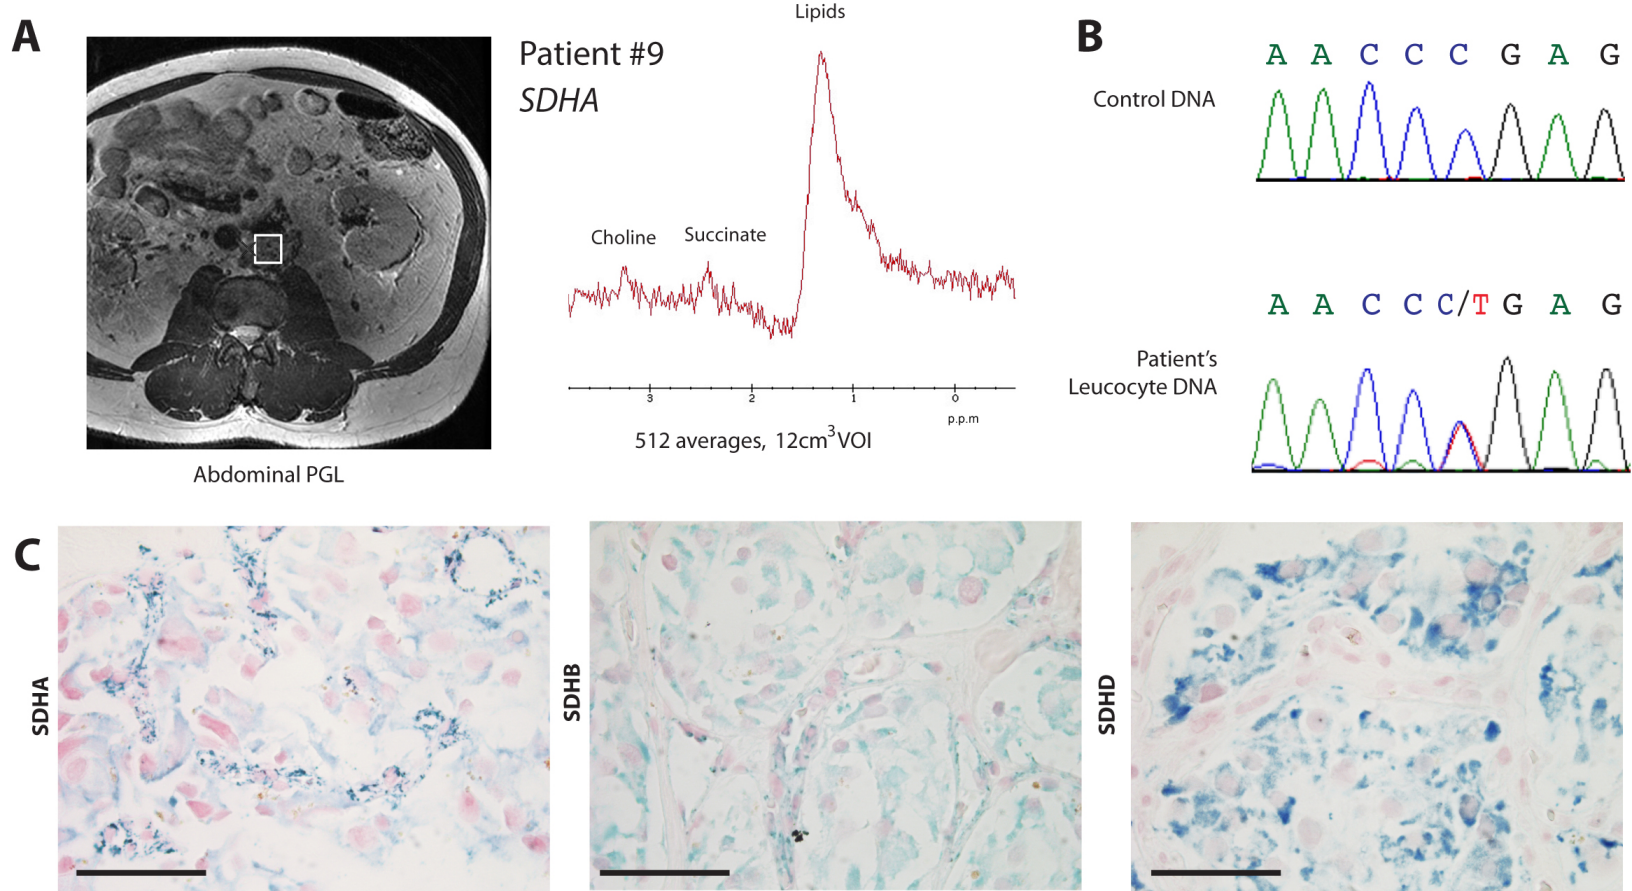 A
Patient #9
SDHA
Lipids
Choline
Succinate
3 2 1 0
p.p.m
512 averages, 12cm³VOI
Abdominal PGL
B
A A C C C G A G
Control DNA
A A C C C/T G A G
Patient’s
Leucocyte DNA
C
SDHA
SDHB
SDHD